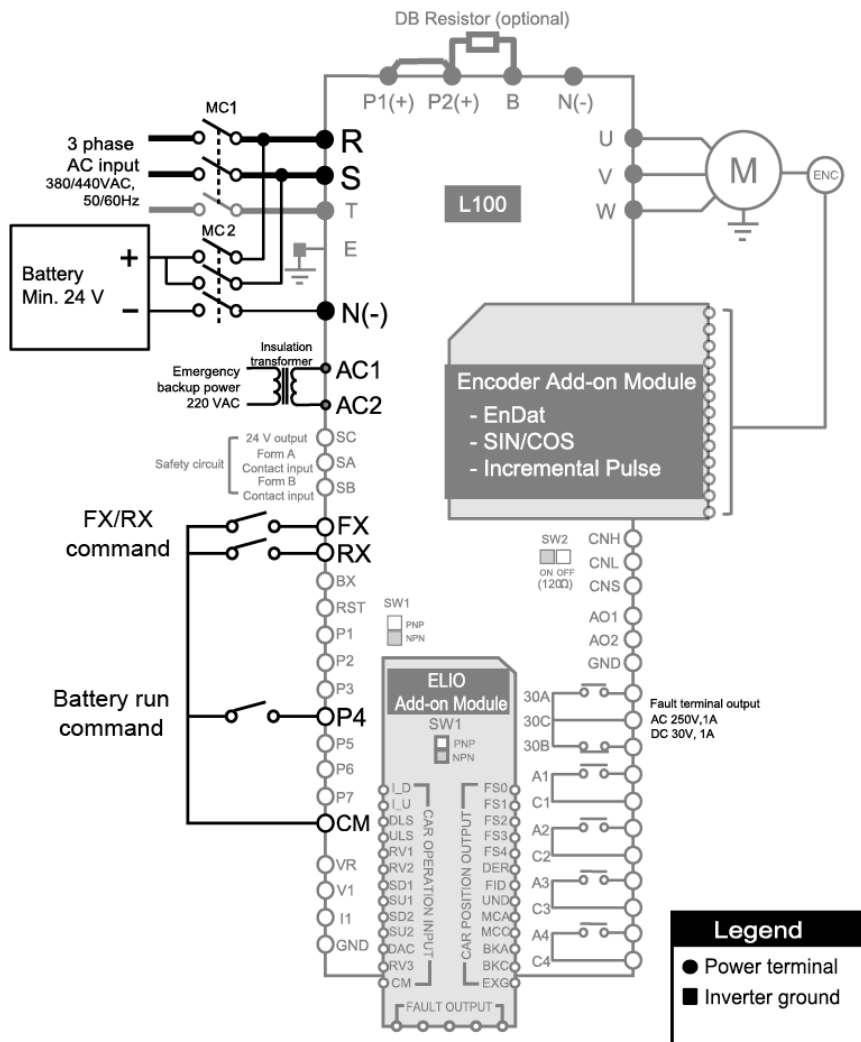 DB Resistor (optional)
P1(+)
P2(+)
B
N(-)
MC1
3 phase
AC input
380/440VAC,
50/60Hz
R
S
T
E
MC2
Battery
Min. 24 V
+
−
N(-)
L100
U
V
W
M
ENC
Insulation
transformer
Emergency
backup power
220 VAC
AC1
AC2
Encoder Add-on Module
- EnDat
- SIN/COS
- Incremental Pulse
Safety circuit
24 V output
Form A
Contact input
Form B
Contact input
SC
SA
SB
FX/RX
command
FX
RX
BX
RST
P1
P2
P3
Battery run
command
P4
P5
P6
P7
CM
VR
V1
I1
GND
SW1
PNP
NPN
SW2
ON OFF
(120Ω)
CNH
CNL
CNS
AO1
AO2
GND
30A
30C
30B
Fault terminal output
AC 250V,1A
DC 30V, 1A
A1
C1
A2
C2
A3
C3
A4
C4
ELIO
Add-on Module
SW1
PNP
NPN
I_D
I_U
DLS
ULS
RV1
RV2
SD1
SU1
SD2
SU2
DAC
RV3
CM
CAR OPERATION INPUT
CAR POSITION OUTPUT
FS0
FS1
FS2
FS3
FS4
DER
FID
UND
MCA
MCC
BKA
BKC
EXG
FAULT OUTPUT
Legend
Power terminal
Inverter ground